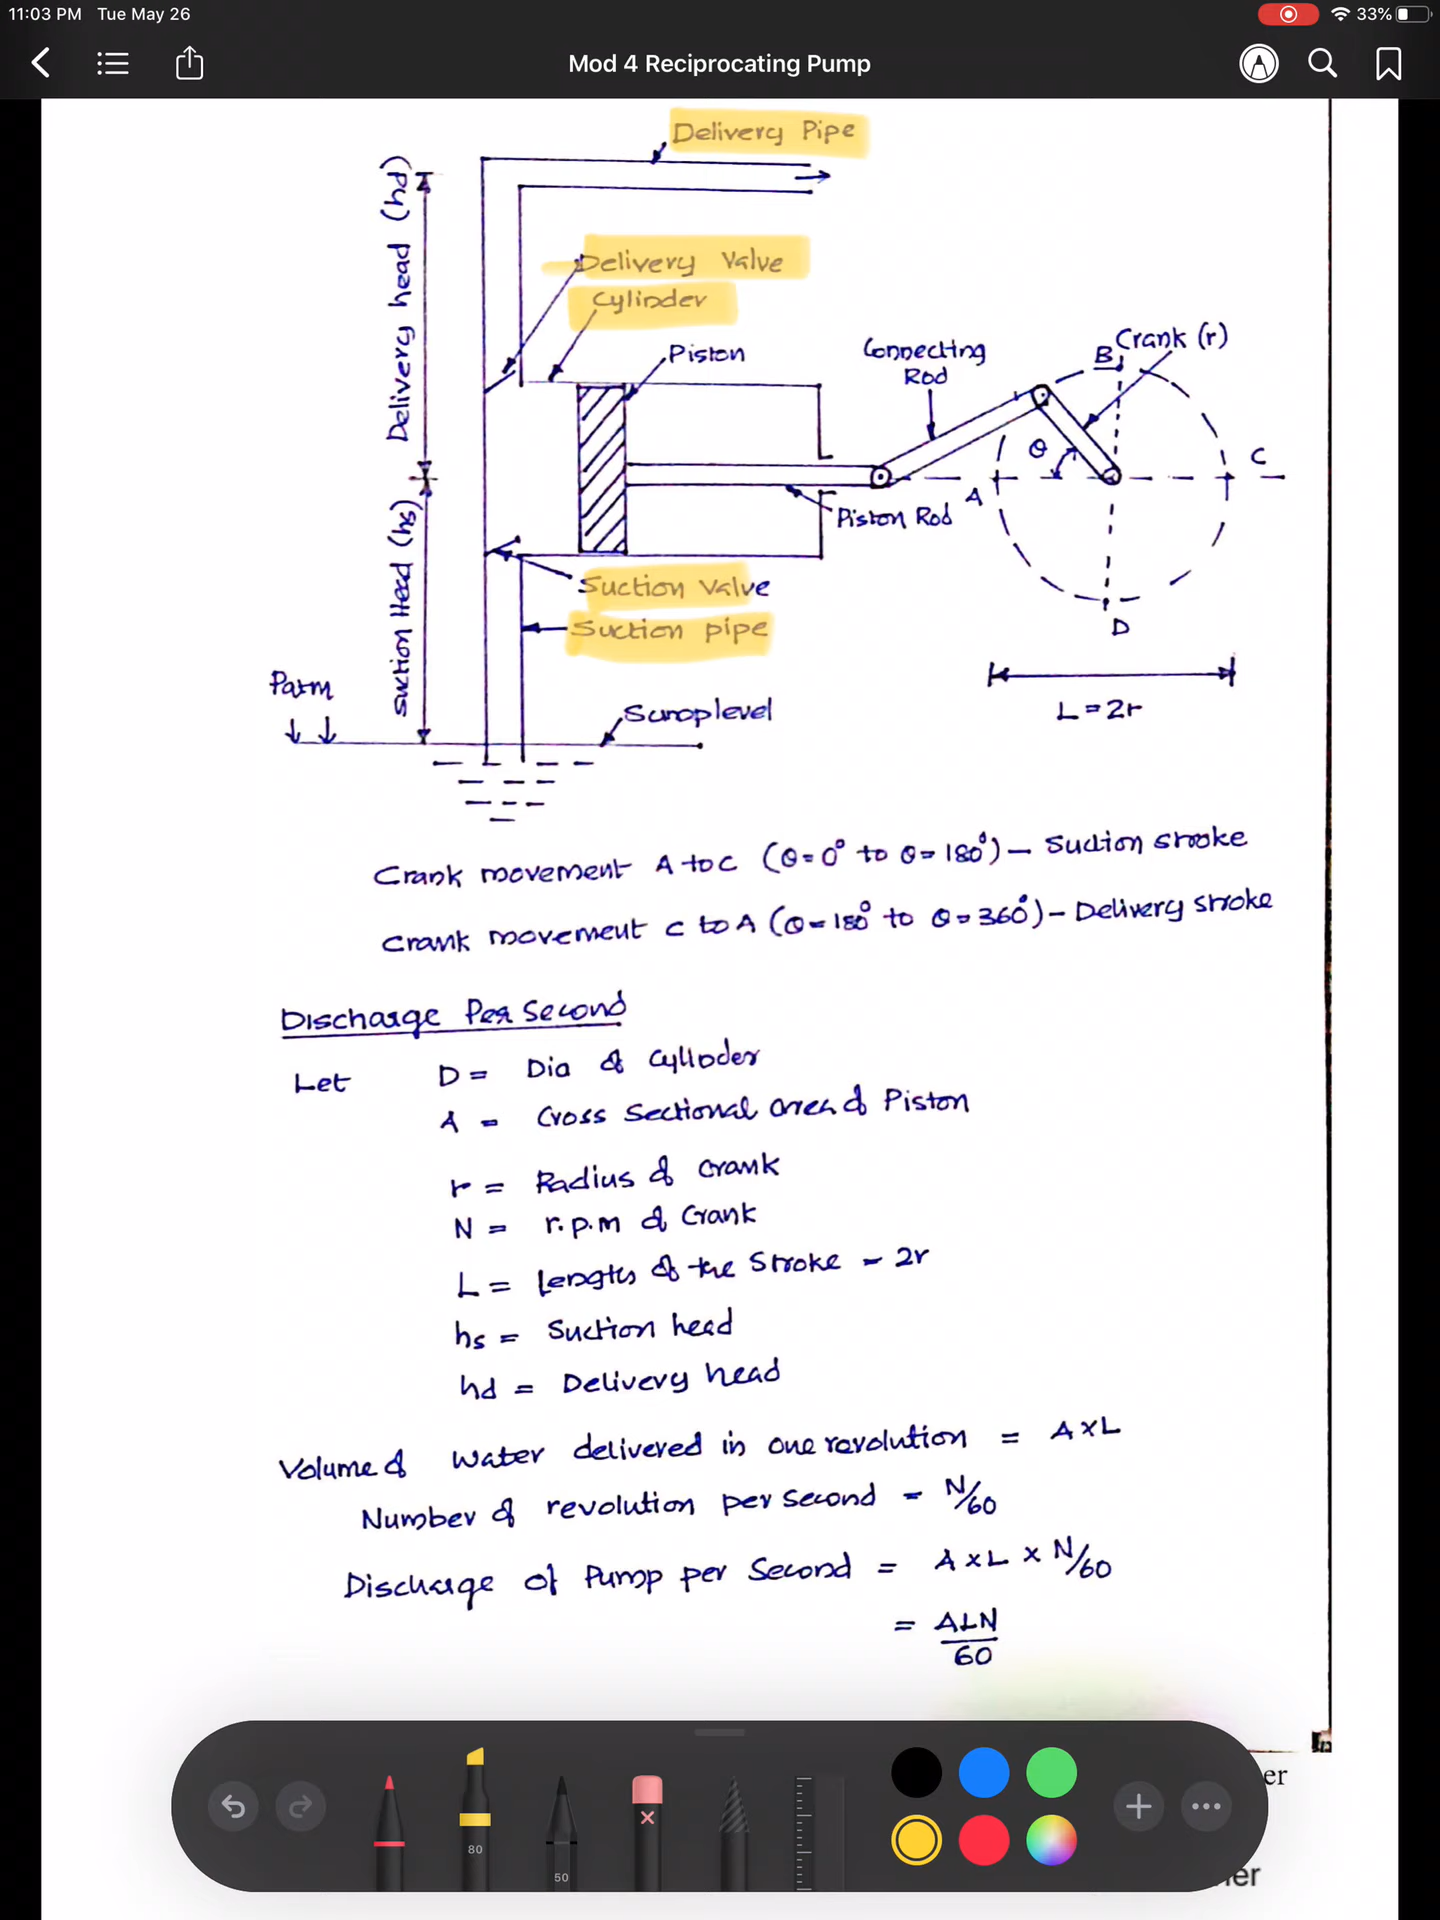 11:03 PM Tue May 26
33%
Mod 4 Reciprocating Pump
Delivery Pipe
Delivery head (hd)
Delivery Valve
Cylinder
Piston
Connecting
Rod
B
Crank (r)
θ
A
C
Piston Rod
Suction Head (hs)
Suction Valve
Suction pipe
D
Patm
Sump level
L = 2r
Crank movement A to C (θ = 0° to θ = 180°) – Suction stroke
Crank movement C to A (θ = 180° to θ = 360°) – Delivery stroke
Discharge Per Second
Let D = Dia of Cylinder
A = Cross Sectional area of Piston
r = Radius of Crank
N = r.p.m of Crank
L = Length of the Stroke = 2r
hs = Suction head
hd = Delivery head
Volume of Water delivered in one revolution = A×L
Number of revolution per second = N/60
Discharge of Pump per Second = A×L×N/60
= ALN
60
er
80
50
er